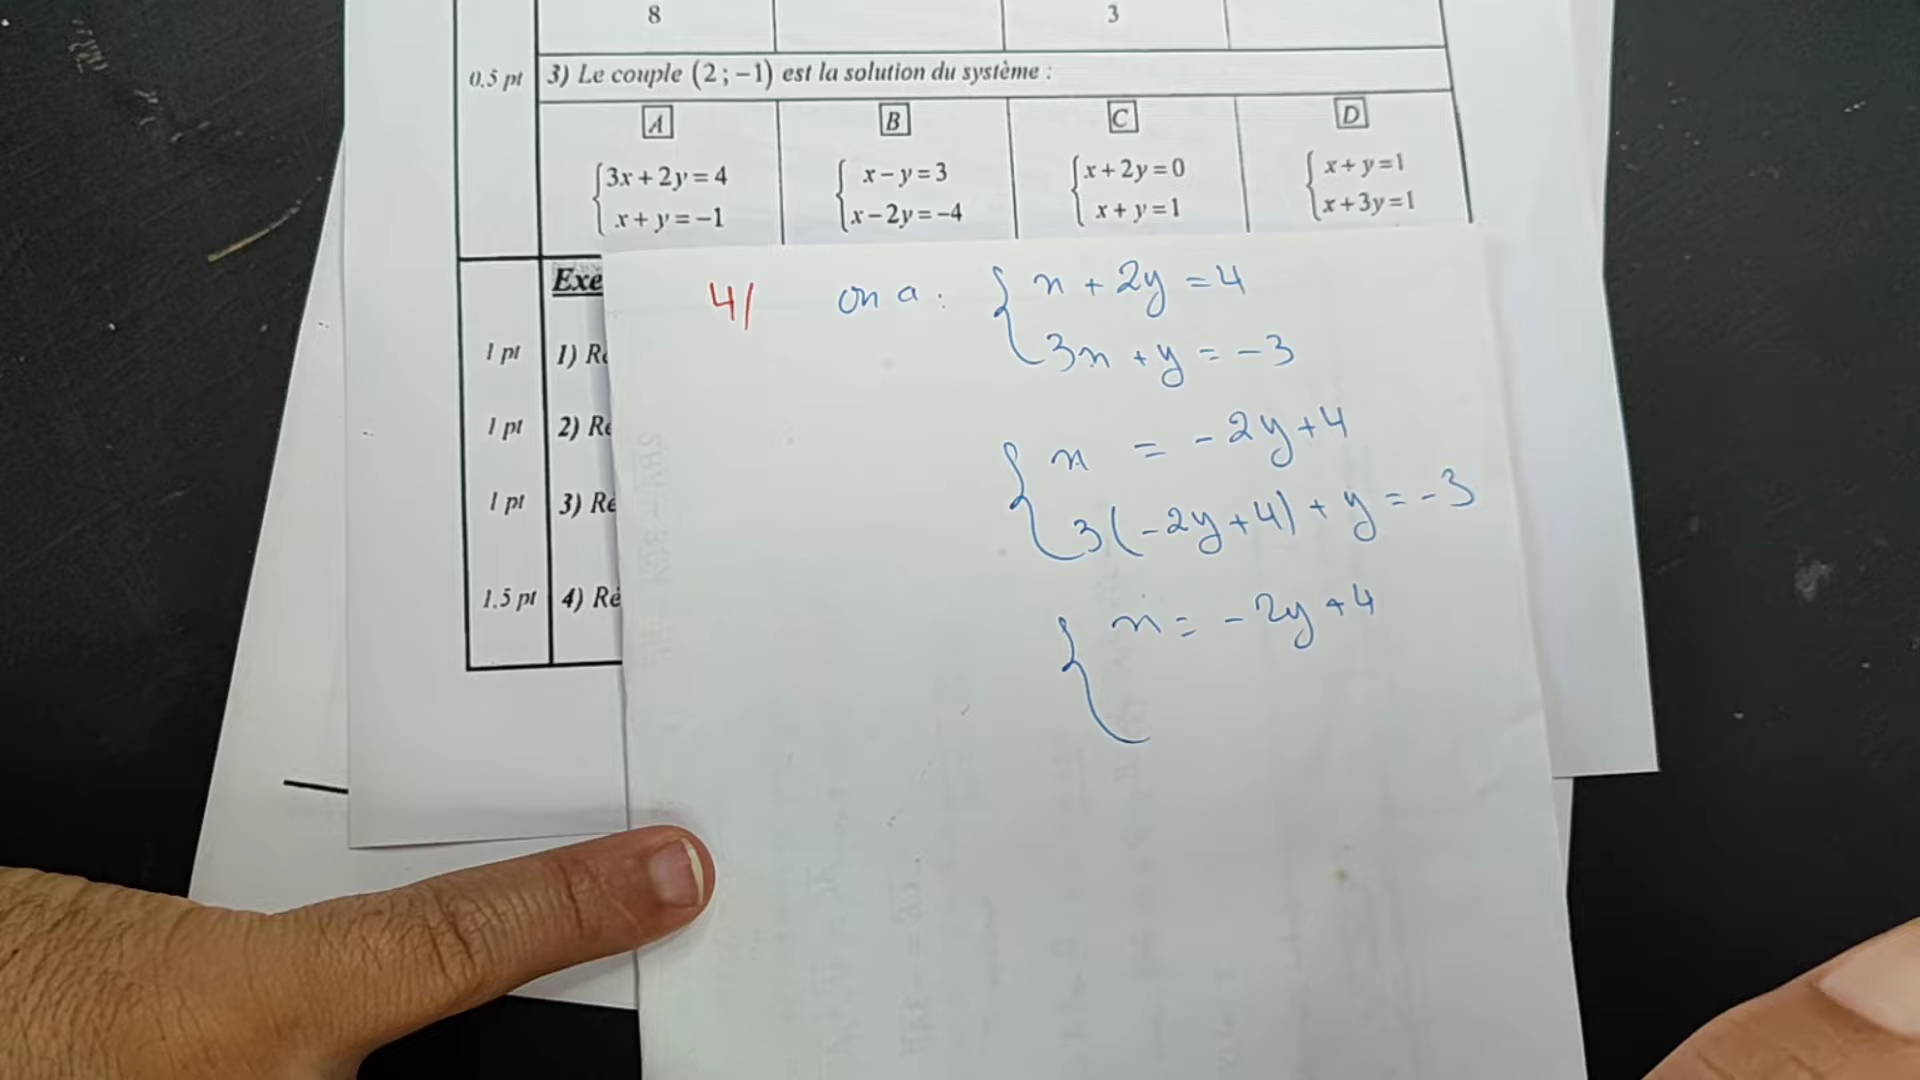 8 3
0.5 pt 3) Le couple (2 ; −1) est la solution du système :
A B C D
3x + 2y = 4 x − y = 3 x + 2y = 0 x + y = 1
x + y = −1 x − 2y = −4 x + y = 1 x + 3y = 1
4/ on a : { x + 2y = 4
3x + y = −3
1 pt 1)
{ x = −2y + 4
1 pt 2)
1 pt 3)
3(−2y + 4) + y = −3
1.5 pt 4) Ré
{ x = −2y + 4